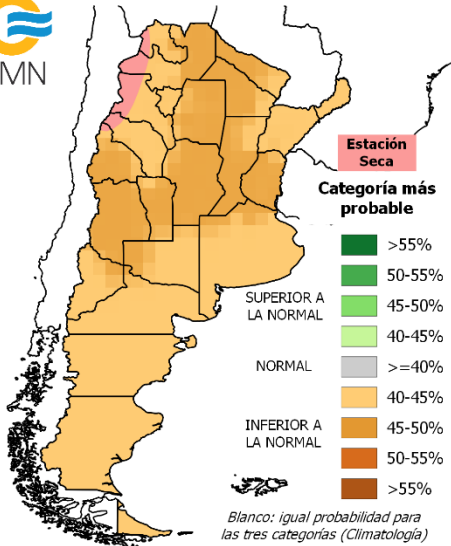 MN
Estación
Seca
Categoría más
probable
>55%
50-55%
45-50%
SUPERIOR A
LA NORMAL
40-45%
NORMAL
>=40%
40-45%
45-50%
INFERIOR A
LA NORMAL
50-55%
>55%
Blanco: igual probabilidad para
las tres categorías (Climatología)